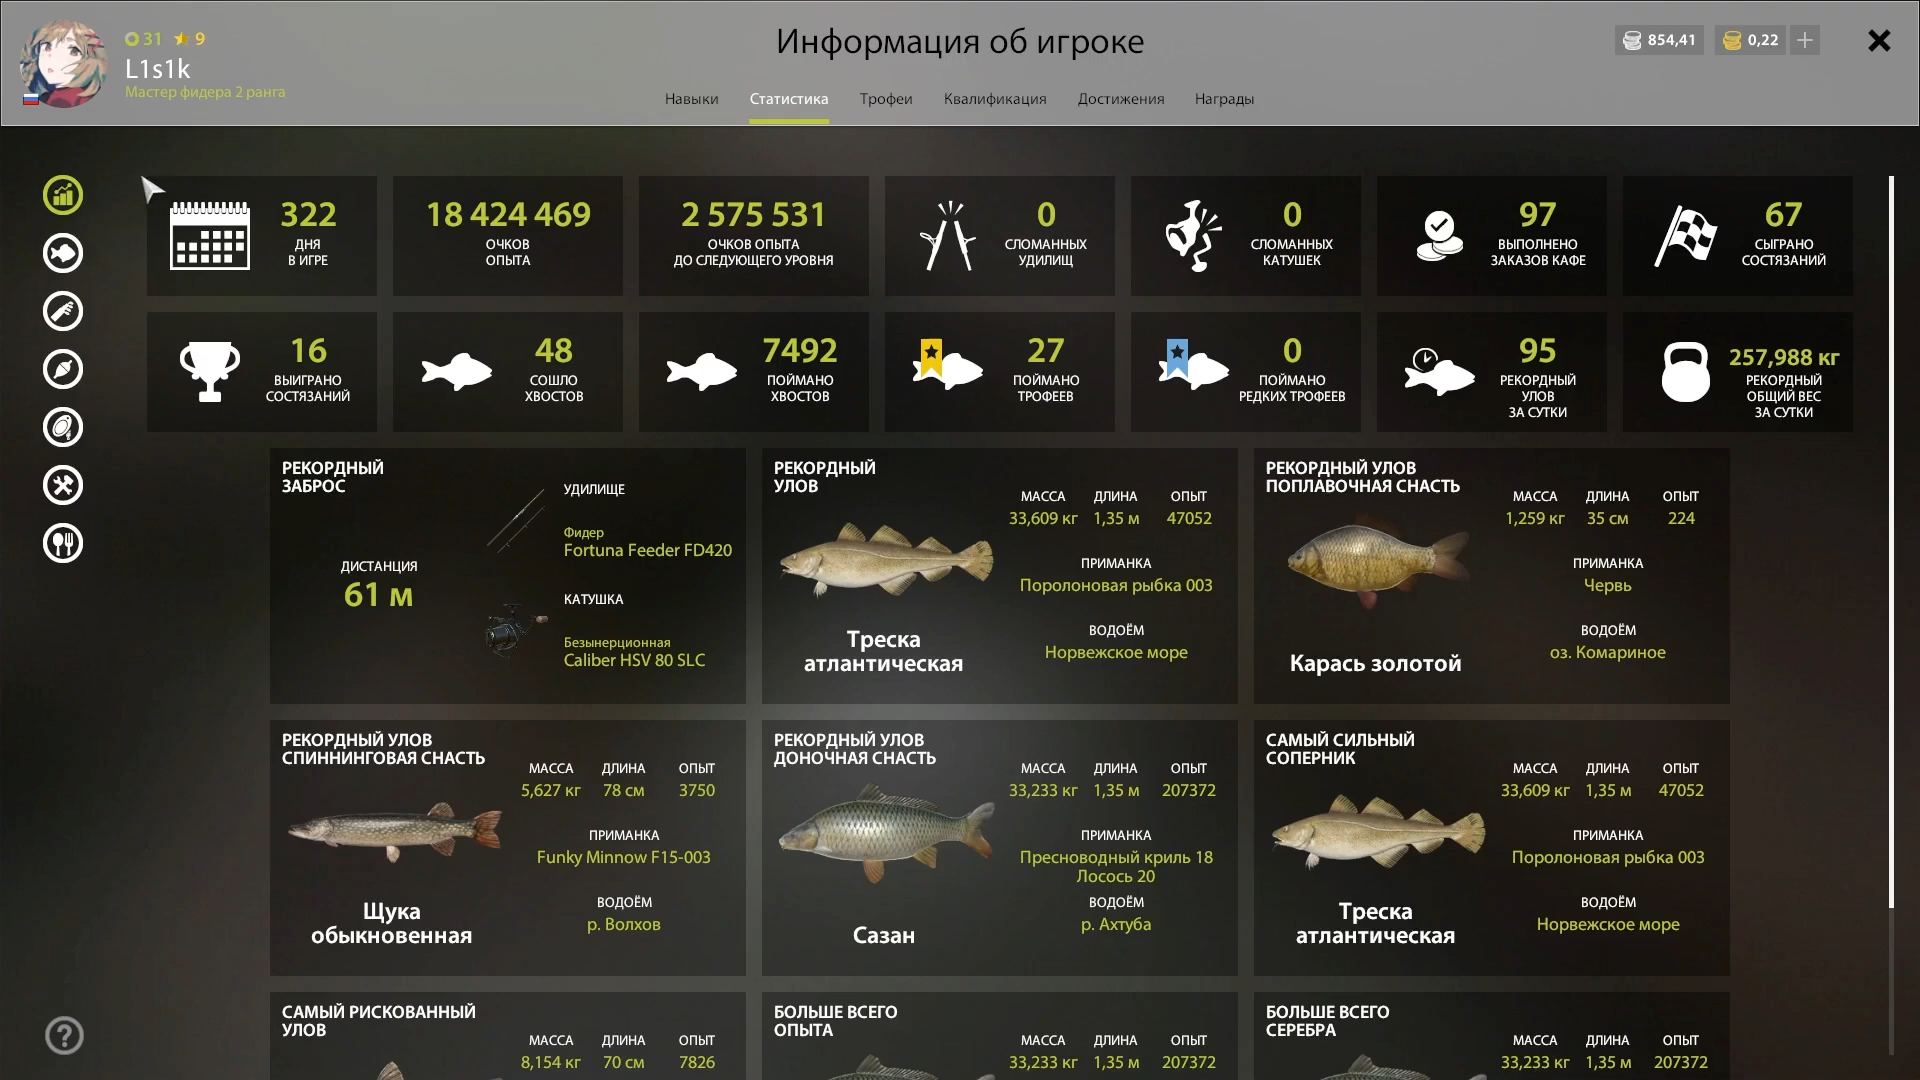 31 9
L1s1k
Мастер фидера 2 ранга
Информация об игроке
854,41 0,22
Навыки Статистика Трофеи Квалификация Достижения Награды
322
ДНЯ
В ИГРЕ
18 424 469
ОЧКОВ
ОПЫТА
2 575 531
ОЧКОВ ОПЫТА
ДО СЛЕДУЮЩЕГО УРОВНЯ
0
СЛОМАННЫХ
УДИЛИЩ
0
СЛОМАННЫХ
КАТУШЕК
97
ВЫПОЛНЕНО
ЗАКАЗОВ КАФЕ
67
СЫГРАНО
СОСТЯЗАНИЙ
16
ВЫИГРАНО
СОСТЯЗАНИЙ
48
СОШЛО
ХВОСТОВ
7492
ПОЙМАНО
ХВОСТОВ
27
ПОЙМАНО
ТРОФЕЕВ
0
ПОЙМАНО
РЕДКИХ ТРОФЕЕВ
95
РЕКОРДНЫЙ
УЛОВ
ЗА СУТКИ
257,988 кг
РЕКОРДНЫЙ
ОБЩИЙ ВЕС
ЗА СУТКИ
РЕКОРДНЫЙ
ЗАБРОС
ДИСТАНЦИЯ
61 м
УДИЛИЩЕ
Фидер
Fortuna Feeder FD420
КАТУШКА
Безынерционная
Caliber HSV 80 SLC
РЕКОРДНЫЙ
УЛОВ
МАССА ДЛИНА ОПЫТ
33,609 кг 1,35 м 47052
ПРИМАНКА
Поролоновая рыбка 003
ВОДОЁМ
Норвежское море
Треска
атлантическая
РЕКОРДНЫЙ УЛОВ
ПОПЛАВОЧНАЯ СНАСТЬ
МАССА ДЛИНА ОПЫТ
1,259 кг 35 см 224
ПРИМАНКА
Червь
ВОДОЁМ
оз. Комариное
Карась золотой
РЕКОРДНЫЙ УЛОВ
СПИННИНГОВАЯ СНАСТЬ
МАССА ДЛИНА ОПЫТ
5,627 кг 78 см 3750
ПРИМАНКА
Funky Minnow F15-003
ВОДОЁМ
р. Волхов
Щука
обыкновенная
РЕКОРДНЫЙ УЛОВ
ДОНОЧНАЯ СНАСТЬ
МАССА ДЛИНА ОПЫТ
33,233 кг 1,35 м 207372
ПРИМАНКА
Пресноводный криль 18
Лосось 20
ВОДОЁМ
р. Ахтуба
Сазан
САМЫЙ СИЛЬНЫЙ
СОПЕРНИК
МАССА ДЛИНА ОПЫТ
33,609 кг 1,35 м 47052
ПРИМАНКА
Поролоновая рыбка 003
ВОДОЁМ
Норвежское море
Треска
атлантическая
САМЫЙ РИСКОВАННЫЙ
УЛОВ
МАССА ДЛИНА ОПЫТ
8,154 кг 70 см 7826
БОЛЬШЕ ВСЕГО
ОПЫТА
МАССА ДЛИНА ОПЫТ
33,233 кг 1,35 м 207372
БОЛЬШЕ ВСЕГО
СЕРЕБРА
МАССА ДЛИНА ОПЫТ
33,233 кг 1,35 м 207372